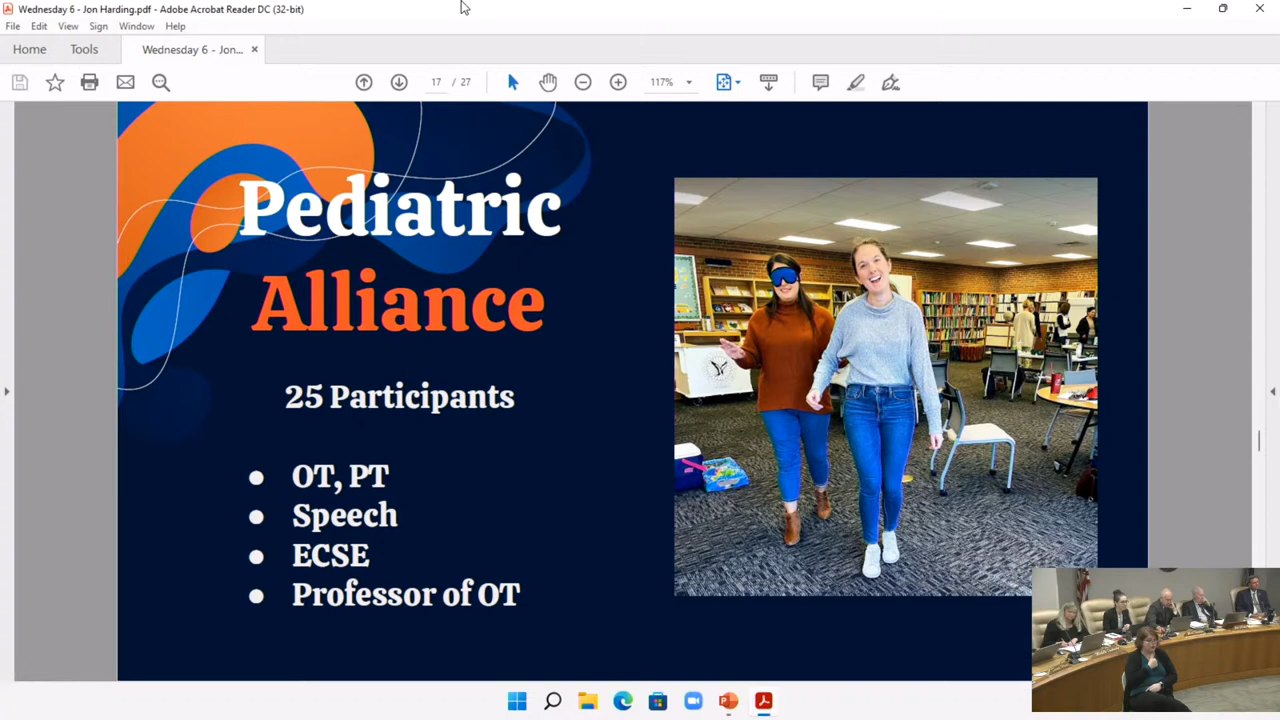 Wednesday 6 - Jon Harding.pdf - Adobe Acrobat Reader DC (32-bit)
File Edit View Sign Window Help
Home Tools Wednesday 6 - Jon... ×
17 / 27 117%
Pediatric
Alliance
25 Participants
● OT, PT
● Speech
● ECSE
● Professor of OT